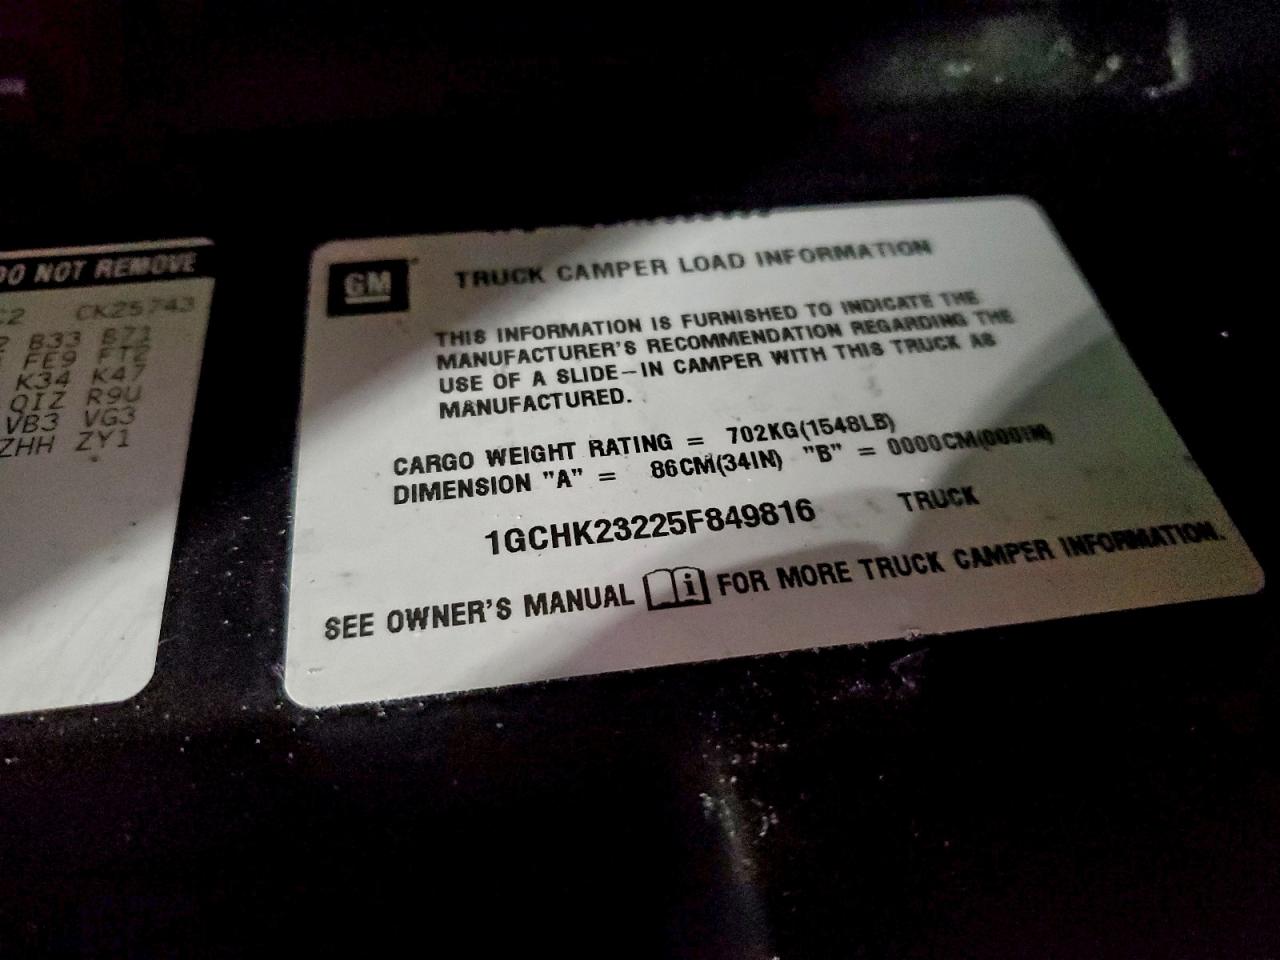 DO NOT REMOVE
CK25743
B33 B71
FE9 FT2
K34 K47
QIZ R9U
VB3 VG3
ZHH ZY1
GM
TRUCK CAMPER LOAD INFORMATION
THIS INFORMATION IS FURNISHED TO INDICATE THE
MANUFACTURER'S RECOMMENDATION REGARDING THE
USE OF A SLIDE-IN CAMPER WITH THIS TRUCK AS
MANUFACTURED.
CARGO WEIGHT RATING = 702KG(1548LB)
DIMENSION "A" = 86CM(34IN) "B" = 0000CM(000IN)
1GCHK23225F849816 TRUCK
SEE OWNER'S MANUAL FOR MORE TRUCK CAMPER INFORMATION.